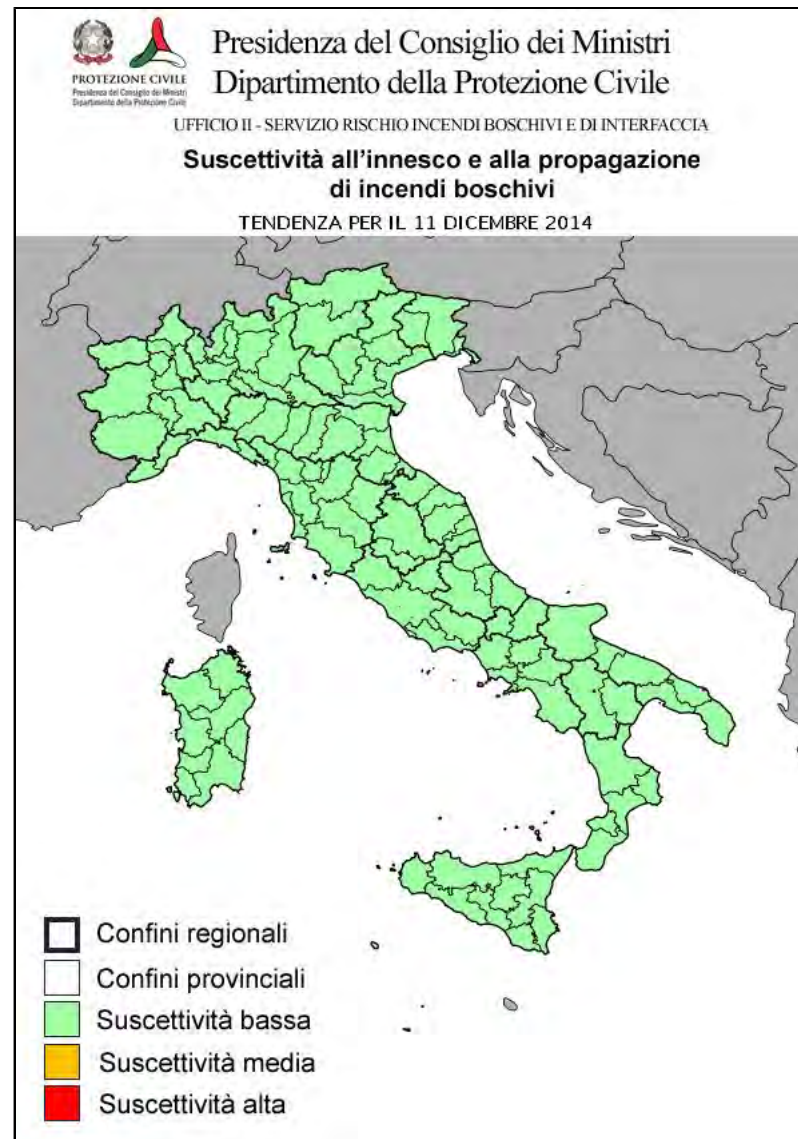 PROTEZIONE CIVILE
Presidenza del Consiglio dei Ministri
Dipartimento della Protezione Civile
Presidenza del Consiglio dei Ministri
Dipartimento della Protezione Civile
UFFICIO II - SERVIZIO RISCHIO INCENDI BOSCHIVI E DI INTERFACCIA
Suscettività all'innesco e alla propagazione
di incendi boschivi
TENDENZA PER IL 11 DICEMBRE 2014
Confini regionali
Confini provinciali
Suscettività bassa
Suscettività media
Suscettività alta